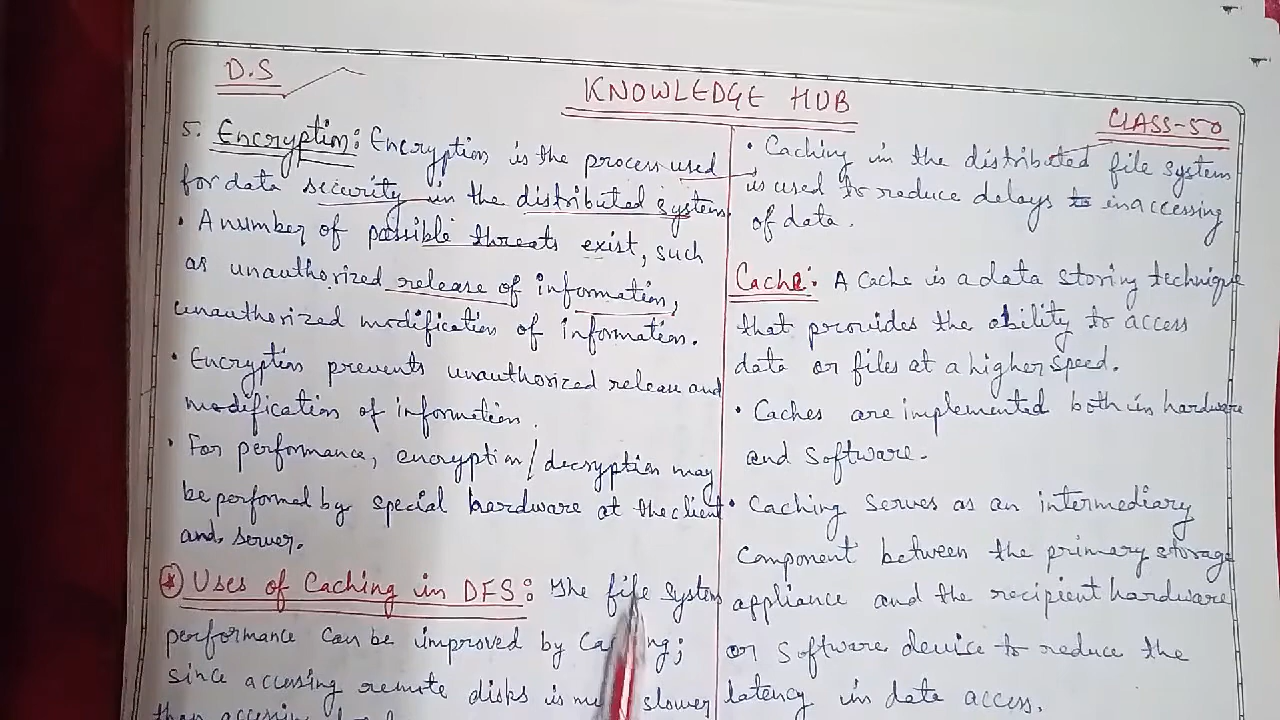 D.S
KNOWLEDGE HUB
CLASS-50
5. Encryption: Encryption is the process used
for data security in the distributed system
• A number of possible threats exist, such
as unauthorized release of information,
unauthorized modification of information.
• Encryption prevents unauthorized release and
modification of information.
• For performance, encryption/decryption may
be performed by special hardware at the client
and server.
* Uses of Caching in DFS: The file system
performance can be improved by
since accessing remote disks is slower
than
• Caching in the distributed file system
is used to reduce delays in accessing
of data.
Cache: A Cache is a data storing technique
that provides the ability to access
data or files at a higher speed.
• Caches are implemented both in hardware
and software.
• Caching serves as an intermediary
component between the primary storage
appliance and the recipient hardware
or software device to reduce the
latency in data access.